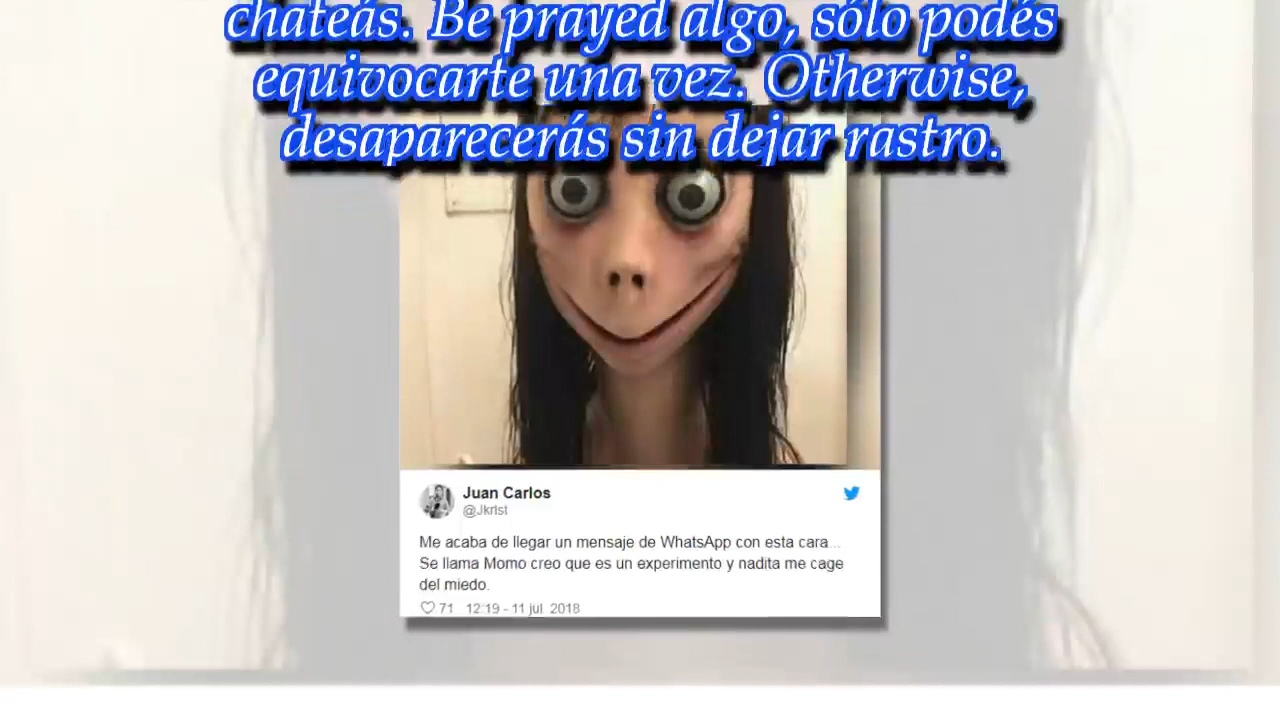 chateás. Be prayed algo, sólo podés
equivocarte una vez. Otherwise,
desaparecerás sin dejar rastro.
Juan Carlos
@Jkrlst
Me acaba de llegar un mensaje de WhatsApp con esta cara...
Se llama Momo creo que es un experimento y nadita me cage
del miedo.
71 12:19 - 11 jul. 2018